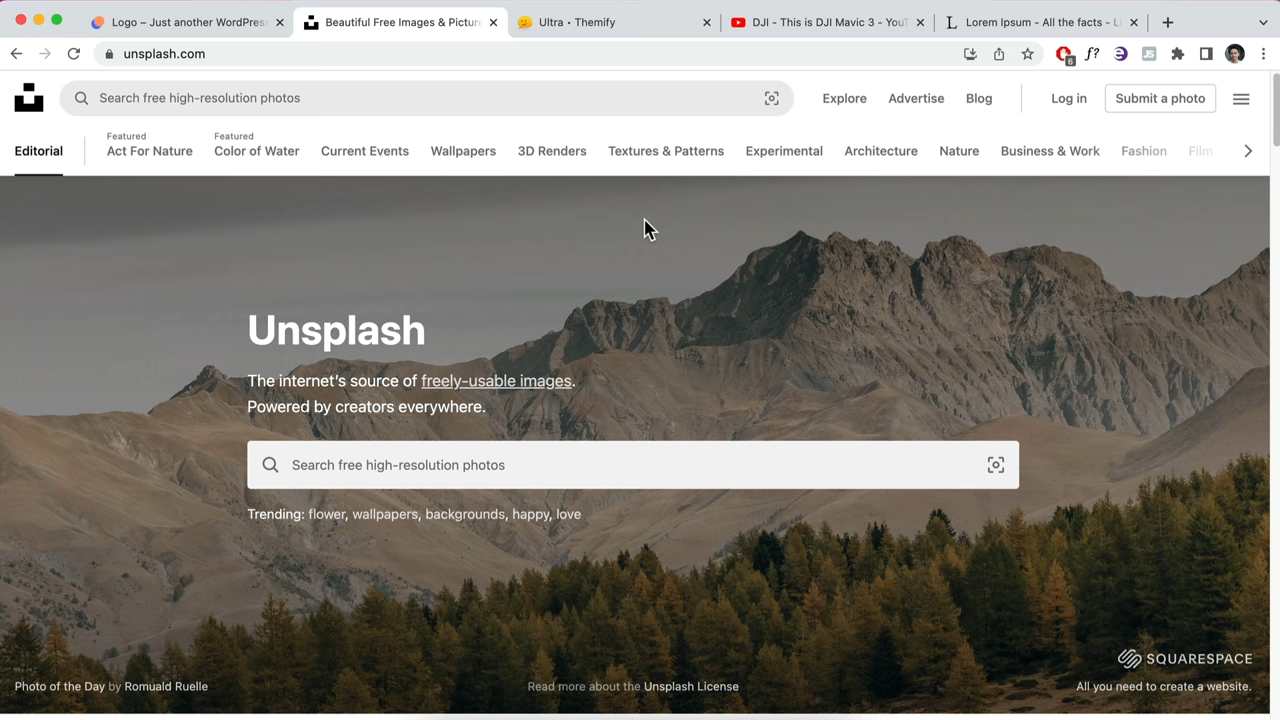 Logo – Just another WordPress
Beautiful Free Images & Picture
Ultra • Themify
DJI - This is DJI Mavic 3 - YouT
Lorem Ipsum - All the facts - Li
unsplash.com
6
f?
JS
Search free high-resolution photos
Explore
Advertise
Blog
Log in
Submit a photo
Editorial
Featured
Act For Nature
Featured
Color of Water
Current Events
Wallpapers
3D Renders
Textures & Patterns
Experimental
Architecture
Nature
Business & Work
Fashion
Film
Unsplash
The internet's source of freely-usable images.
Powered by creators everywhere.
Search free high-resolution photos
Trending: flower, wallpapers, backgrounds, happy, love
SQUARESPACE
Photo of the Day by Romuald Ruelle
Read more about the Unsplash License
All you need to create a website.